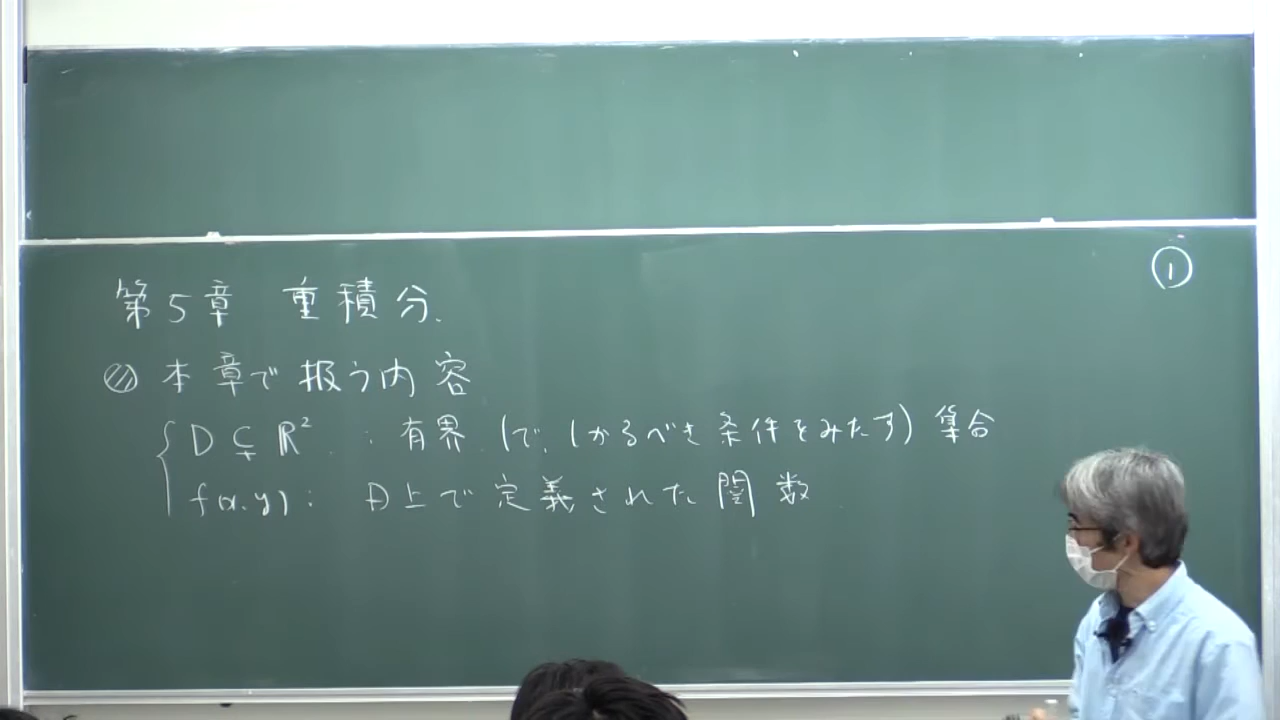 ①
第5章 重積分.
◎ 本章で扱う内容
D ⊊ ℝ² : 有界 (で, しかるべき条件をみたす) 集合
f(x,y) : D上で定義された関数